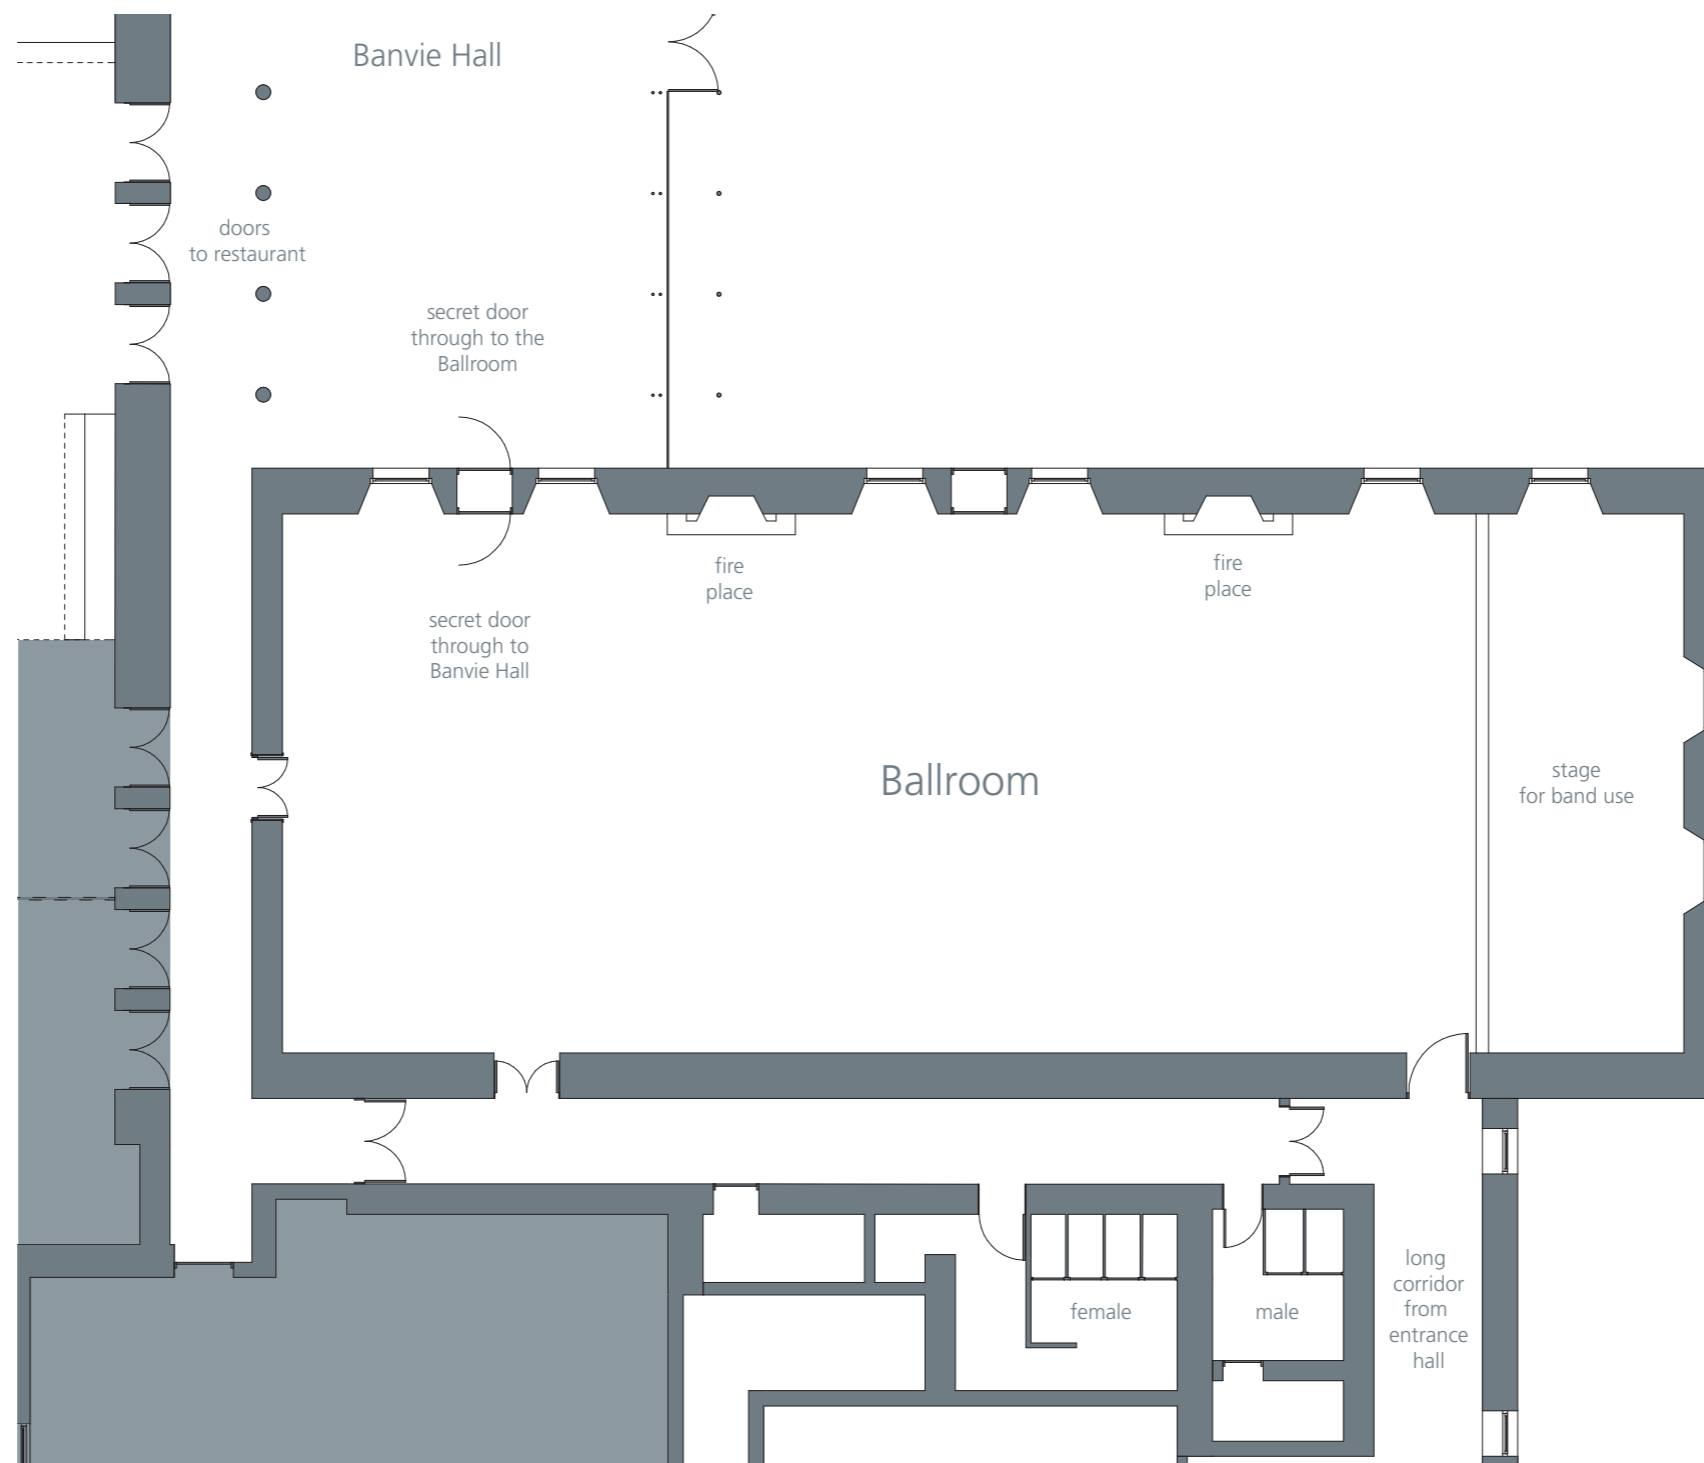 Banvie Hall
doors
to restaurant
secret door
through to the
Ballroom
fire
place
fire
place
secret door
through to
Banvie Hall
Ballroom
stage
for band use
long
corridor
from
entrance
hall
female
male